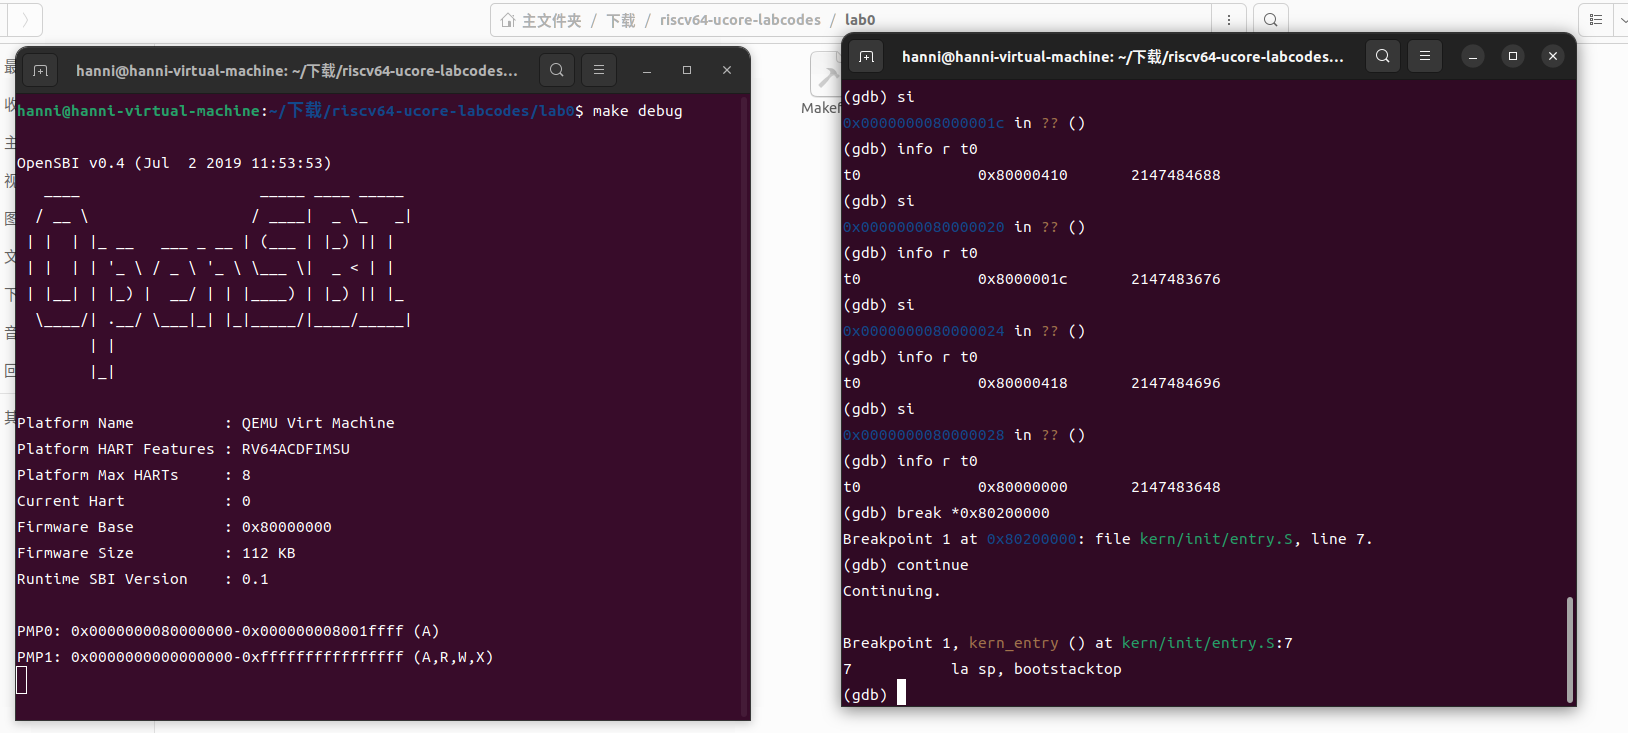 主文件夹 / 下载 / riscv64-ucore-labcodes / lab0
hanni@hanni-virtual-machine: ~/下载/riscv64-ucore-labcodes...
hanni@hanni-virtual-machine:~/下载/riscv64-ucore-labcodes/lab0$ make debug
OpenSBI v0.4 (Jul  2 2019 11:53:53)
   ____                    _____ ____ _____
  / __ \                  / ____|  _ \_   _|
 | |  | |_ __   ___ _ __ | (___ | |_) || |
 | |  | | '_ \ / _ \ '_ \ \___ \|  _ < | |
 | |__| | |_) |  __/ | | |____) | |_) || |_
  \____/| .__/ \___|_| |_|_____/|____/_____|
        | |
        |_|
Platform Name          : QEMU Virt Machine
Platform HART Features : RV64ACDFIMSU
Platform Max HARTs     : 8
Current Hart           : 0
Firmware Base          : 0x80000000
Firmware Size          : 112 KB
Runtime SBI Version    : 0.1
PMP0: 0x0000000080000000-0x000000008001ffff (A)
PMP1: 0x0000000000000000-0xffffffffffffffff (A,R,W,X)
Makef
hanni@hanni-virtual-machine: ~/下载/riscv64-ucore-labcodes...
(gdb) si
0x000000008000001c in ?? ()
(gdb) info r t0
t0             0x80000410       2147484688
(gdb) si
0x0000000080000020 in ?? ()
(gdb) info r t0
t0             0x8000001c       2147483676
(gdb) si
0x0000000080000024 in ?? ()
(gdb) info r t0
t0             0x80000418       2147484696
(gdb) si
0x0000000080000028 in ?? ()
(gdb) info r t0
t0             0x80000000       2147483648
(gdb) break *0x80200000
Breakpoint 1 at 0x80200000: file kern/init/entry.S, line 7.
(gdb) continue
Continuing.
Breakpoint 1, kern_entry () at kern/init/entry.S:7
7           la sp, bootstacktop
(gdb)